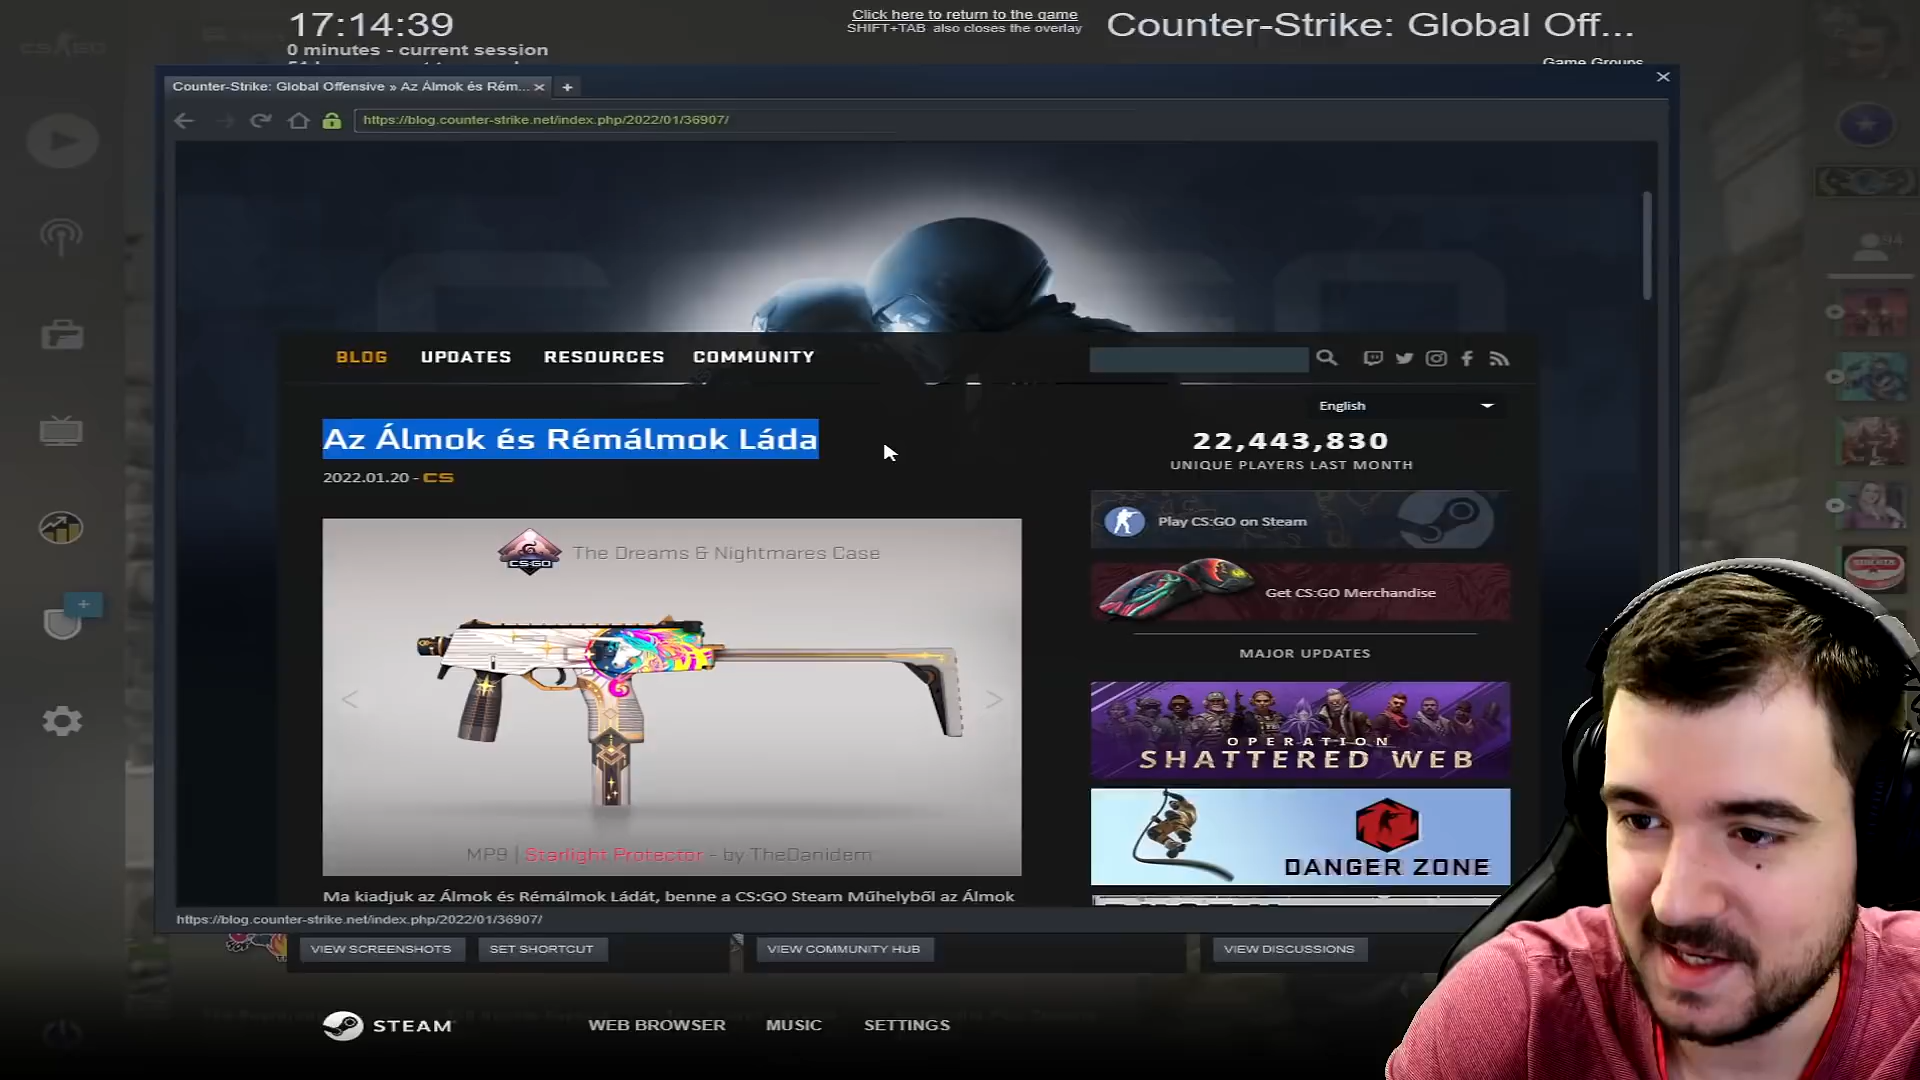 17:14:39
0 minutes - current session
Click here to return to the game
SHIFT+TAB also closes the overlay
Counter-Strike: Global Off...
Game Groups
Counter-Strike: Global Offensive » Az Álmok és Rém...
https://blog.counter-strike.net/index.php/2022/01/36907/
BLOG UPDATES RESOURCES COMMUNITY
English
Az Álmok és Rémálmok Láda
2022.01.20 - CS
22,443,830
UNIQUE PLAYERS LAST MONTH
Play CS:GO on Steam
CS:GO
The Dreams & Nightmares Case
Get CS:GO Merchandise
MAJOR UPDATES
OPERATION
SHATTERED WEB
DANGER ZONE
MP9 | Starlight Protector - by TheDanidem
Ma kiadjuk az Álmok és Rémálmok Ládát, benne a CS:GO Steam Műhelyből az Álmok
https://blog.counter-strike.net/index.php/2022/01/36907/
VIEW SCREENSHOTS SET SHORTCUT VIEW COMMUNITY HUB VIEW DISCUSSIONS
STEAM WEB BROWSER MUSIC SETTINGS
94
CS GO